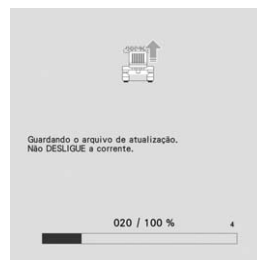 Guardando o arquivo de atualização.
Não DESLIGUE a corrente.
020 / 100 %
4